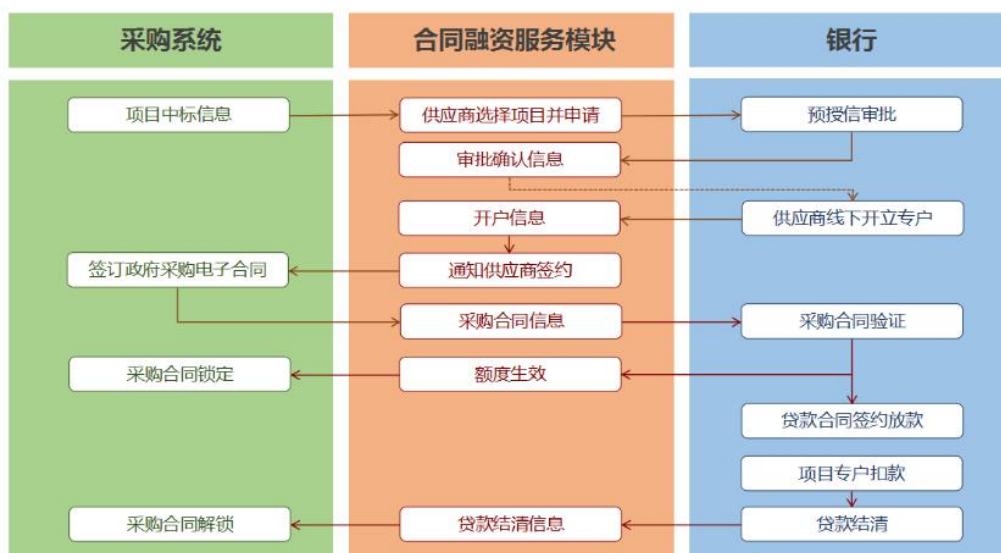 采购系统
合同融资服务模块
银行
项目中标信息
供应商选择项目并申请
预授信审批
审批确认信息
开户信息
供应商线下开立专户
签订政府采购电子合同
通知供应商签约
采购合同信息
采购合同验证
采购合同锁定
额度生效
贷款合同签约放款
项目专户扣款
采购合同解锁
贷款结清信息
贷款结清